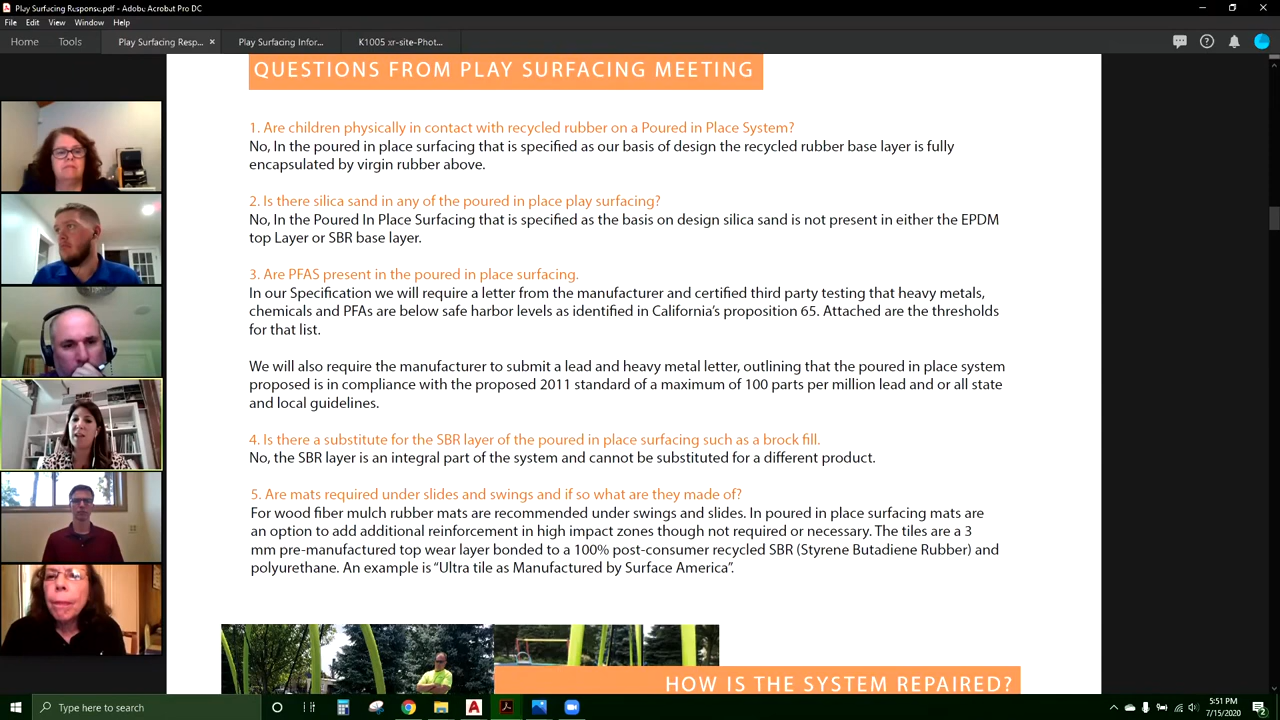 Play Surfacing Response.pdf - Adobe Acrobat Pro DC
File Edit View Window Help
Home Tools Play Surfacing Resp... × Play Surfacing Infor... K1005 xr-site-Phot...
QUESTIONS FROM PLAY SURFACING MEETING
1. Are children physically in contact with recycled rubber on a Poured in Place System?
No, In the poured in place surfacing that is specified as our basis of design the recycled rubber base layer is fully
encapsulated by virgin rubber above.
2. Is there silica sand in any of the poured in place play surfacing?
No, In the Poured In Place Surfacing that is specified as the basis on design silica sand is not present in either the EPDM
top Layer or SBR base layer.
3. Are PFAS present in the poured in place surfacing.
In our Specification we will require a letter from the manufacturer and certified third party testing that heavy metals,
chemicals and PFAs are below safe harbor levels as identified in California's proposition 65. Attached are the thresholds
for that list.
We will also require the manufacturer to submit a lead and heavy metal letter, outlining that the poured in place system
proposed is in compliance with the proposed 2011 standard of a maximum of 100 parts per million lead and or all state
and local guidelines.
4. Is there a substitute for the SBR layer of the poured in place surfacing such as a brock fill.
No, the SBR layer is an integral part of the system and cannot be substituted for a different product.
5. Are mats required under slides and swings and if so what are they made of?
For wood fiber mulch rubber mats are recommended under swings and slides. In poured in place surfacing mats are
an option to add additional reinforcement in high impact zones though not required or necessary. The tiles are a 3
mm pre-manufactured top wear layer bonded to a 100% post-consumer recycled SBR (Styrene Butadiene Rubber) and
polyurethane. An example is "Ultra tile as Manufactured by Surface America".
HOW IS THE SYSTEM REPAIRED?
Type here to search
5:51 PM
7/15/2020
2